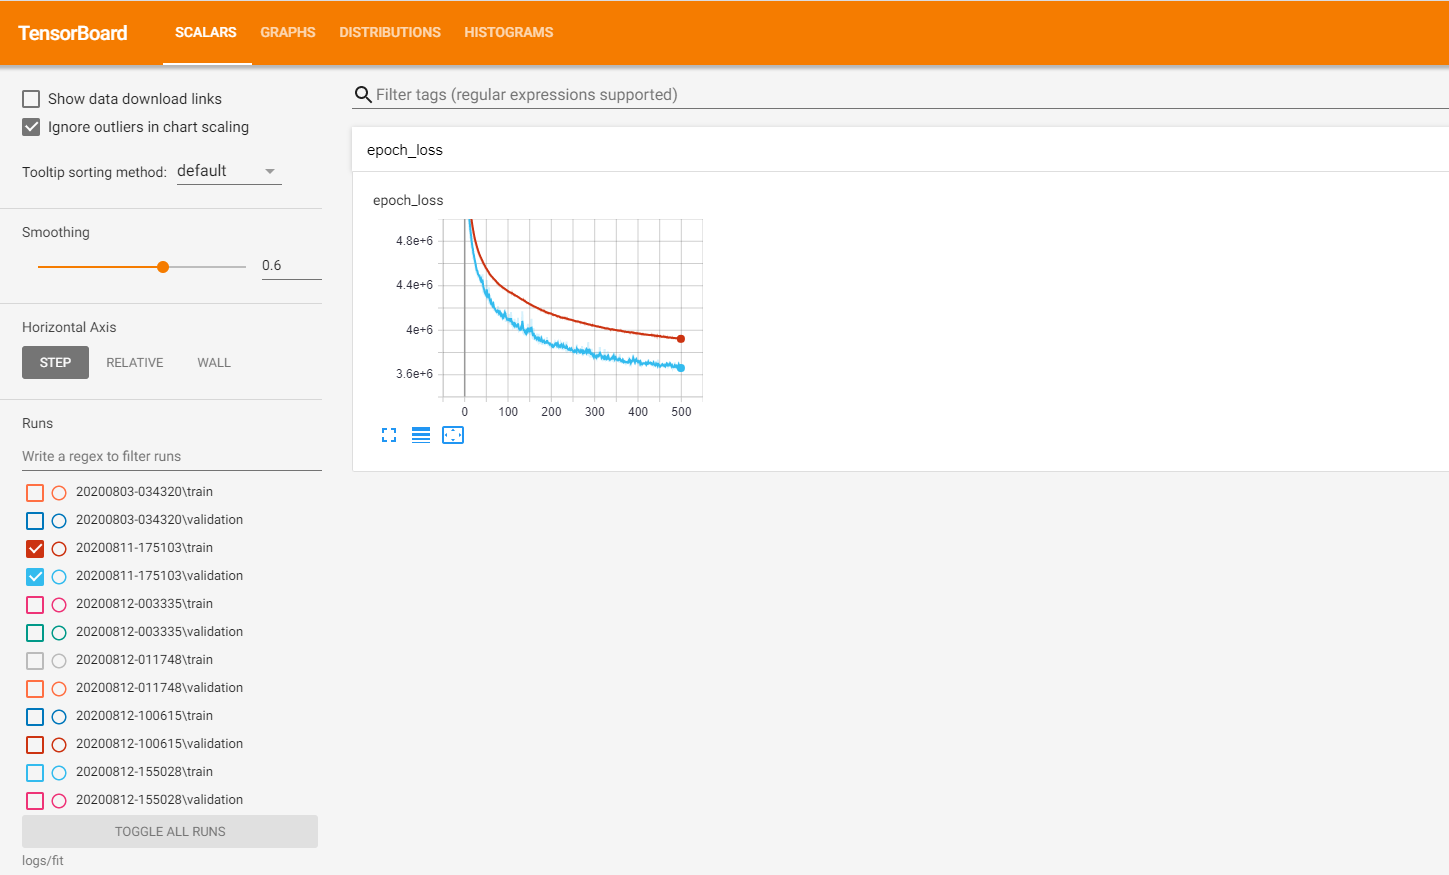 TensorBoard SCALARS GRAPHS DISTRIBUTIONS HISTOGRAMS
Show data download links
Ignore outliers in chart scaling
Tooltip sorting method: default
Smoothing
0.6
Horizontal Axis
STEP RELATIVE WALL
Runs
Write a regex to filter runs
20200803-034320\train
20200803-034320\validation
20200811-175103\train
20200811-175103\validation
20200812-003335\train
20200812-003335\validation
20200812-011748\train
20200812-011748\validation
20200812-100615\train
20200812-100615\validation
20200812-155028\train
20200812-155028\validation
TOGGLE ALL RUNS
logs/fit
Filter tags (regular expressions supported)
epoch_loss
epoch_loss
4.8e+6
4.4e+6
4e+6
3.6e+6
0 100 200 300 400 500